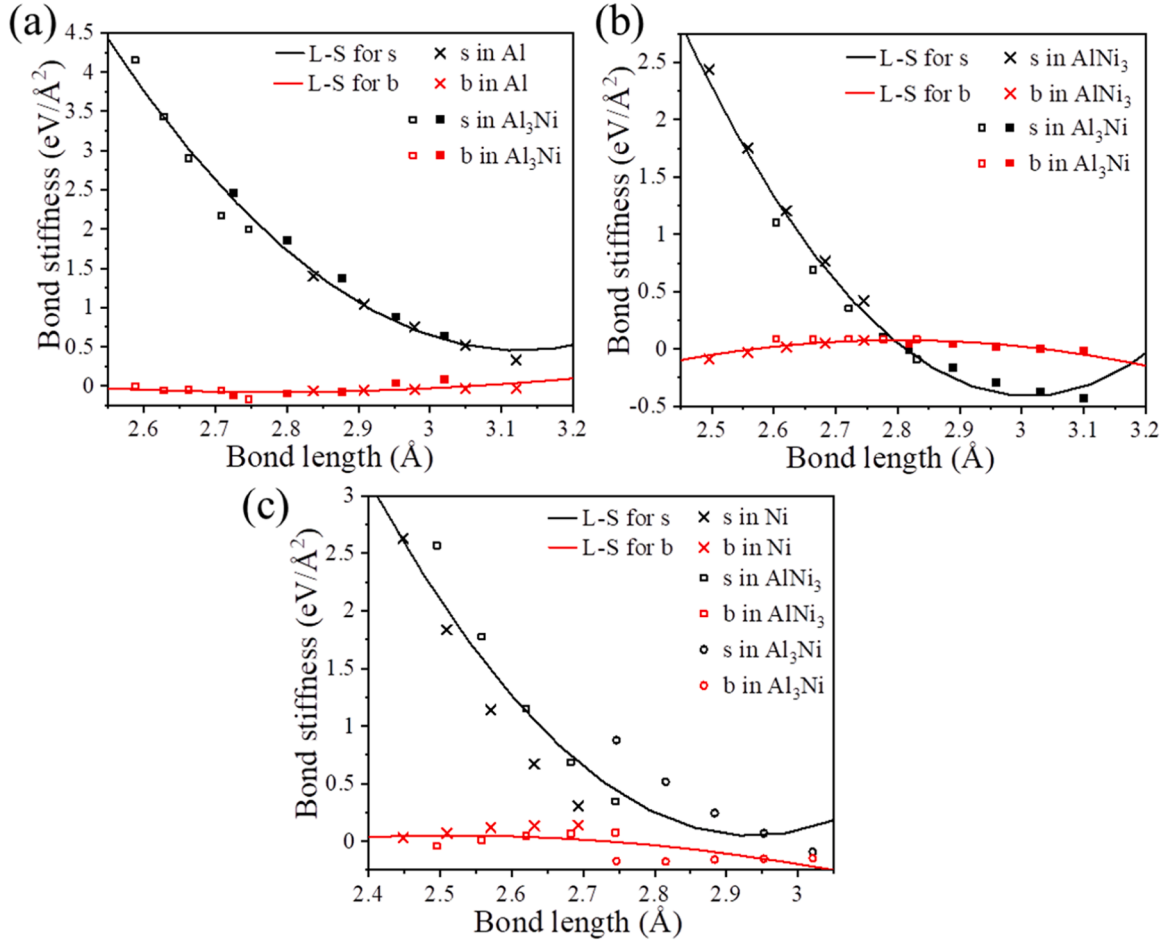 (a)
L-S for s
L-S for b
s in Al
b in Al
s in Al₃Ni
b in Al₃Ni
Bond stiffness (eV/Å²)
4.5
4
3.5
3
2.5
2
1.5
1
0.5
0
2.6
2.7
2.8
2.9
3
3.1
3.2
Bond length (Å)
(b)
L-S for s
L-S for b
s in AlNi₃
b in AlNi₃
s in Al₃Ni
b in Al₃Ni
Bond stiffness (eV/Å²)
2.5
2
1.5
1
0.5
0
-0.5
2.5
2.6
2.7
2.8
2.9
3
3.1
3.2
Bond length (Å)
(c)
L-S for s
L-S for b
s in Ni
b in Ni
s in AlNi₃
b in AlNi₃
s in Al₃Ni
b in Al₃Ni
Bond stiffness (eV/Å²)
3
2.5
2
1.5
1
0.5
0
2.4
2.5
2.6
2.7
2.8
2.9
3
Bond length (Å)